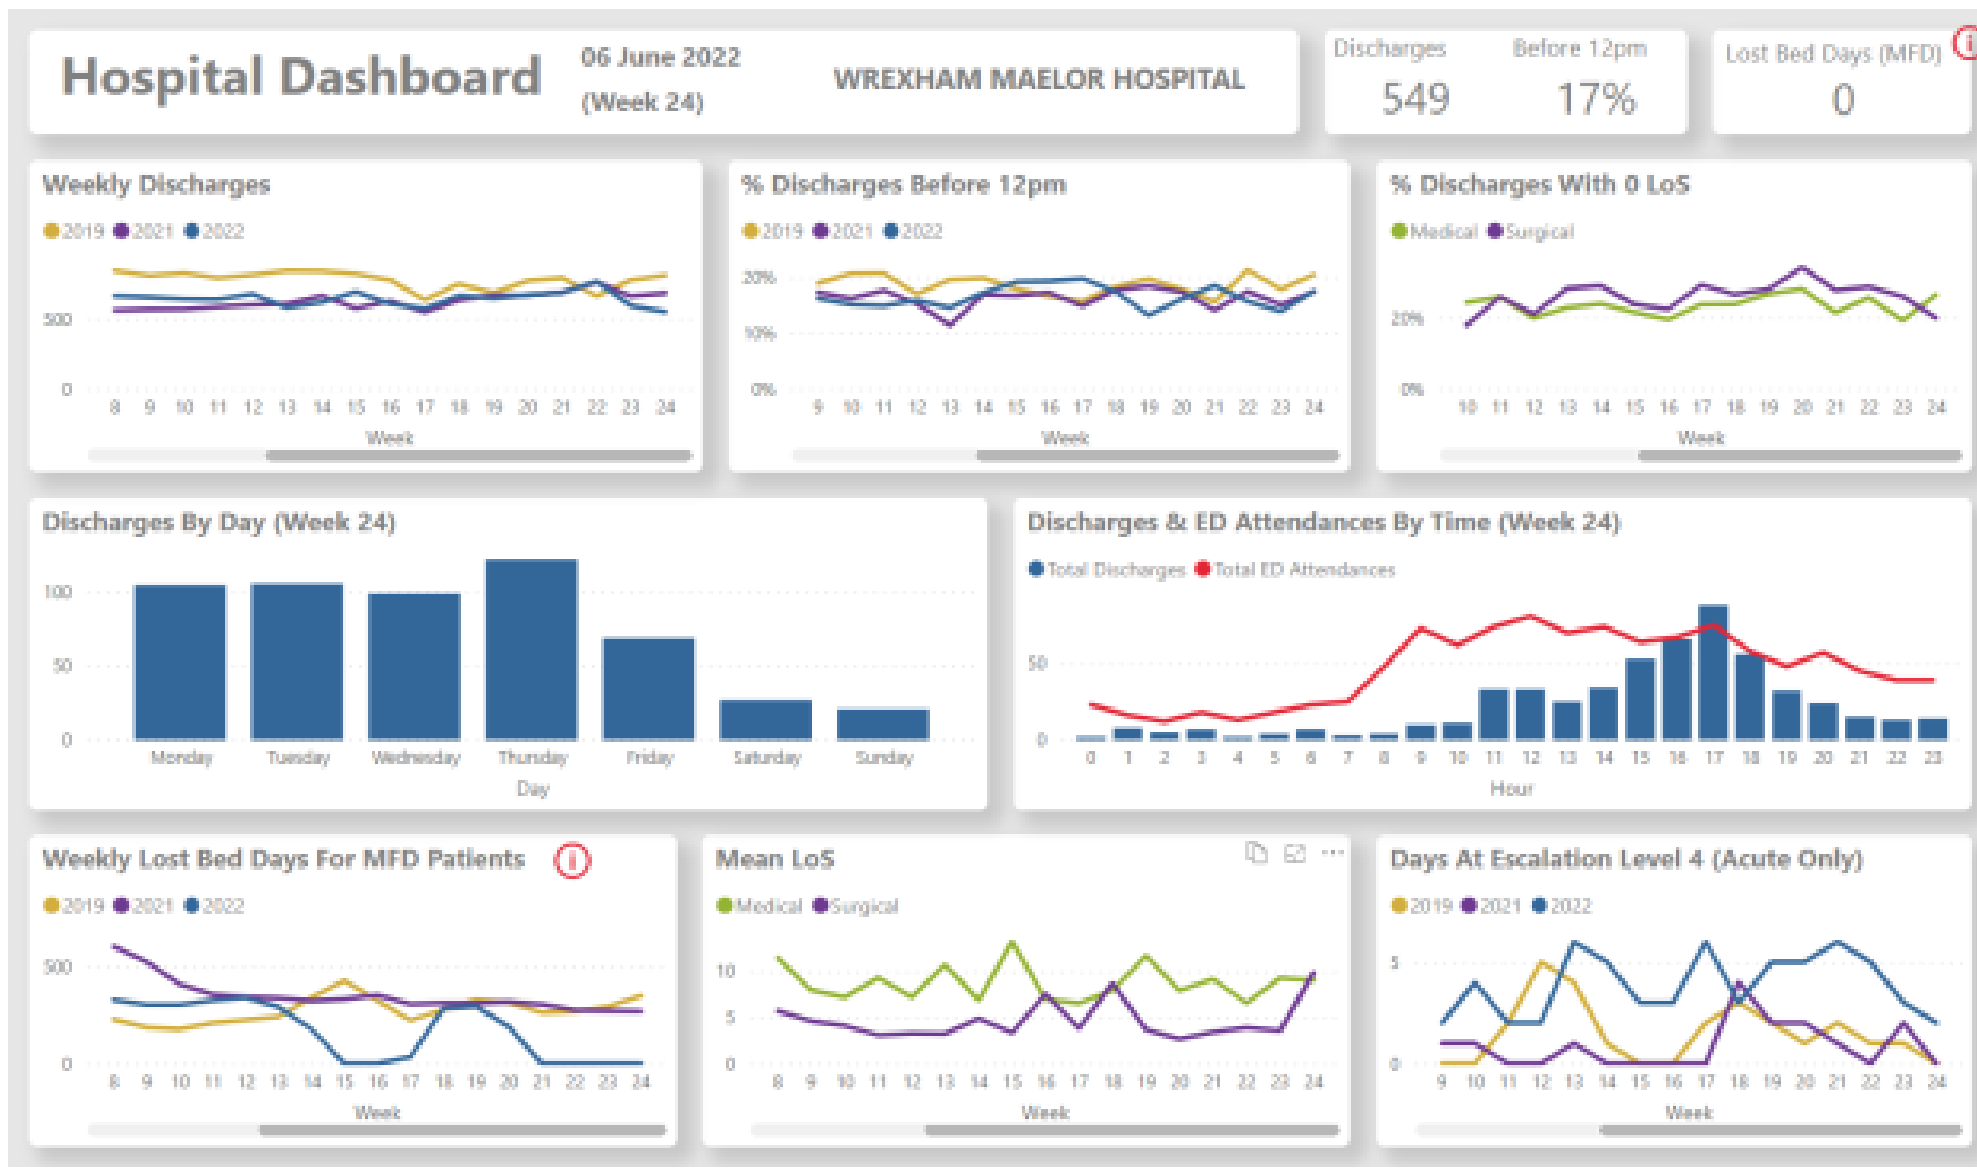 Hospital Dashboard
06 June 2022
(Week 24)
WREXHAM MAELOR HOSPITAL
Discharges Before 12pm
549 17%
Lost Bed Days (MFD)
0
Weekly Discharges
2019 2021 2022
500
0
8 9 10 11 12 13 14 15 16 17 18 19 20 21 22 23 24
Week
% Discharges Before 12pm
2019 2021 2022
20%
10%
0%
9 10 11 12 13 14 15 16 17 18 19 20 21 22 23 24
Week
% Discharges With 0 LoS
Medical Surgical
20%
0%
10 11 12 13 14 15 16 17 18 19 20 21 22 23 24
Week
Discharges By Day (Week 24)
100
50
0
Monday Tuesday Wednesday Thursday Friday Saturday Sunday
Day
Discharges & ED Attendances By Time (Week 24)
Total Discharges Total ED Attendances
50
0
0 1 2 3 4 5 6 7 8 9 10 11 12 13 14 15 16 17 18 19 20 21 22 23
Hour
Weekly Lost Bed Days For MFD Patients
2019 2021 2022
500
0
8 9 10 11 12 13 14 15 16 17 18 19 20 21 22 23 24
Week
Mean LoS
Medical Surgical
10
5
0
8 9 10 11 12 13 14 15 16 17 18 19 20 21 22 23 24
Week
Days At Escalation Level 4 (Acute Only)
2019 2021 2022
5
0
9 10 11 12 13 14 15 16 17 18 19 20 21 22 23 24
Week